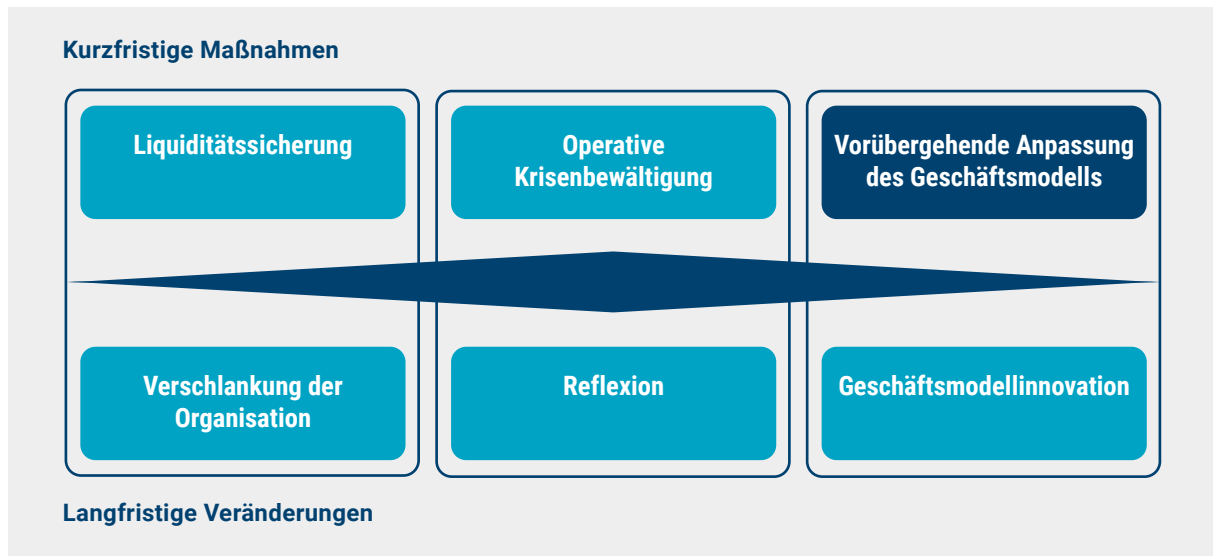 Kurzfristige Maßnahmen
Liquiditätssicherung
Operative
Krisenbewältigung
Vorübergehende Anpassung
des Geschäftsmodells
Verschlankung der
Organisation
Reflexion
Geschäftsmodellinnovation
Langfristige Veränderungen